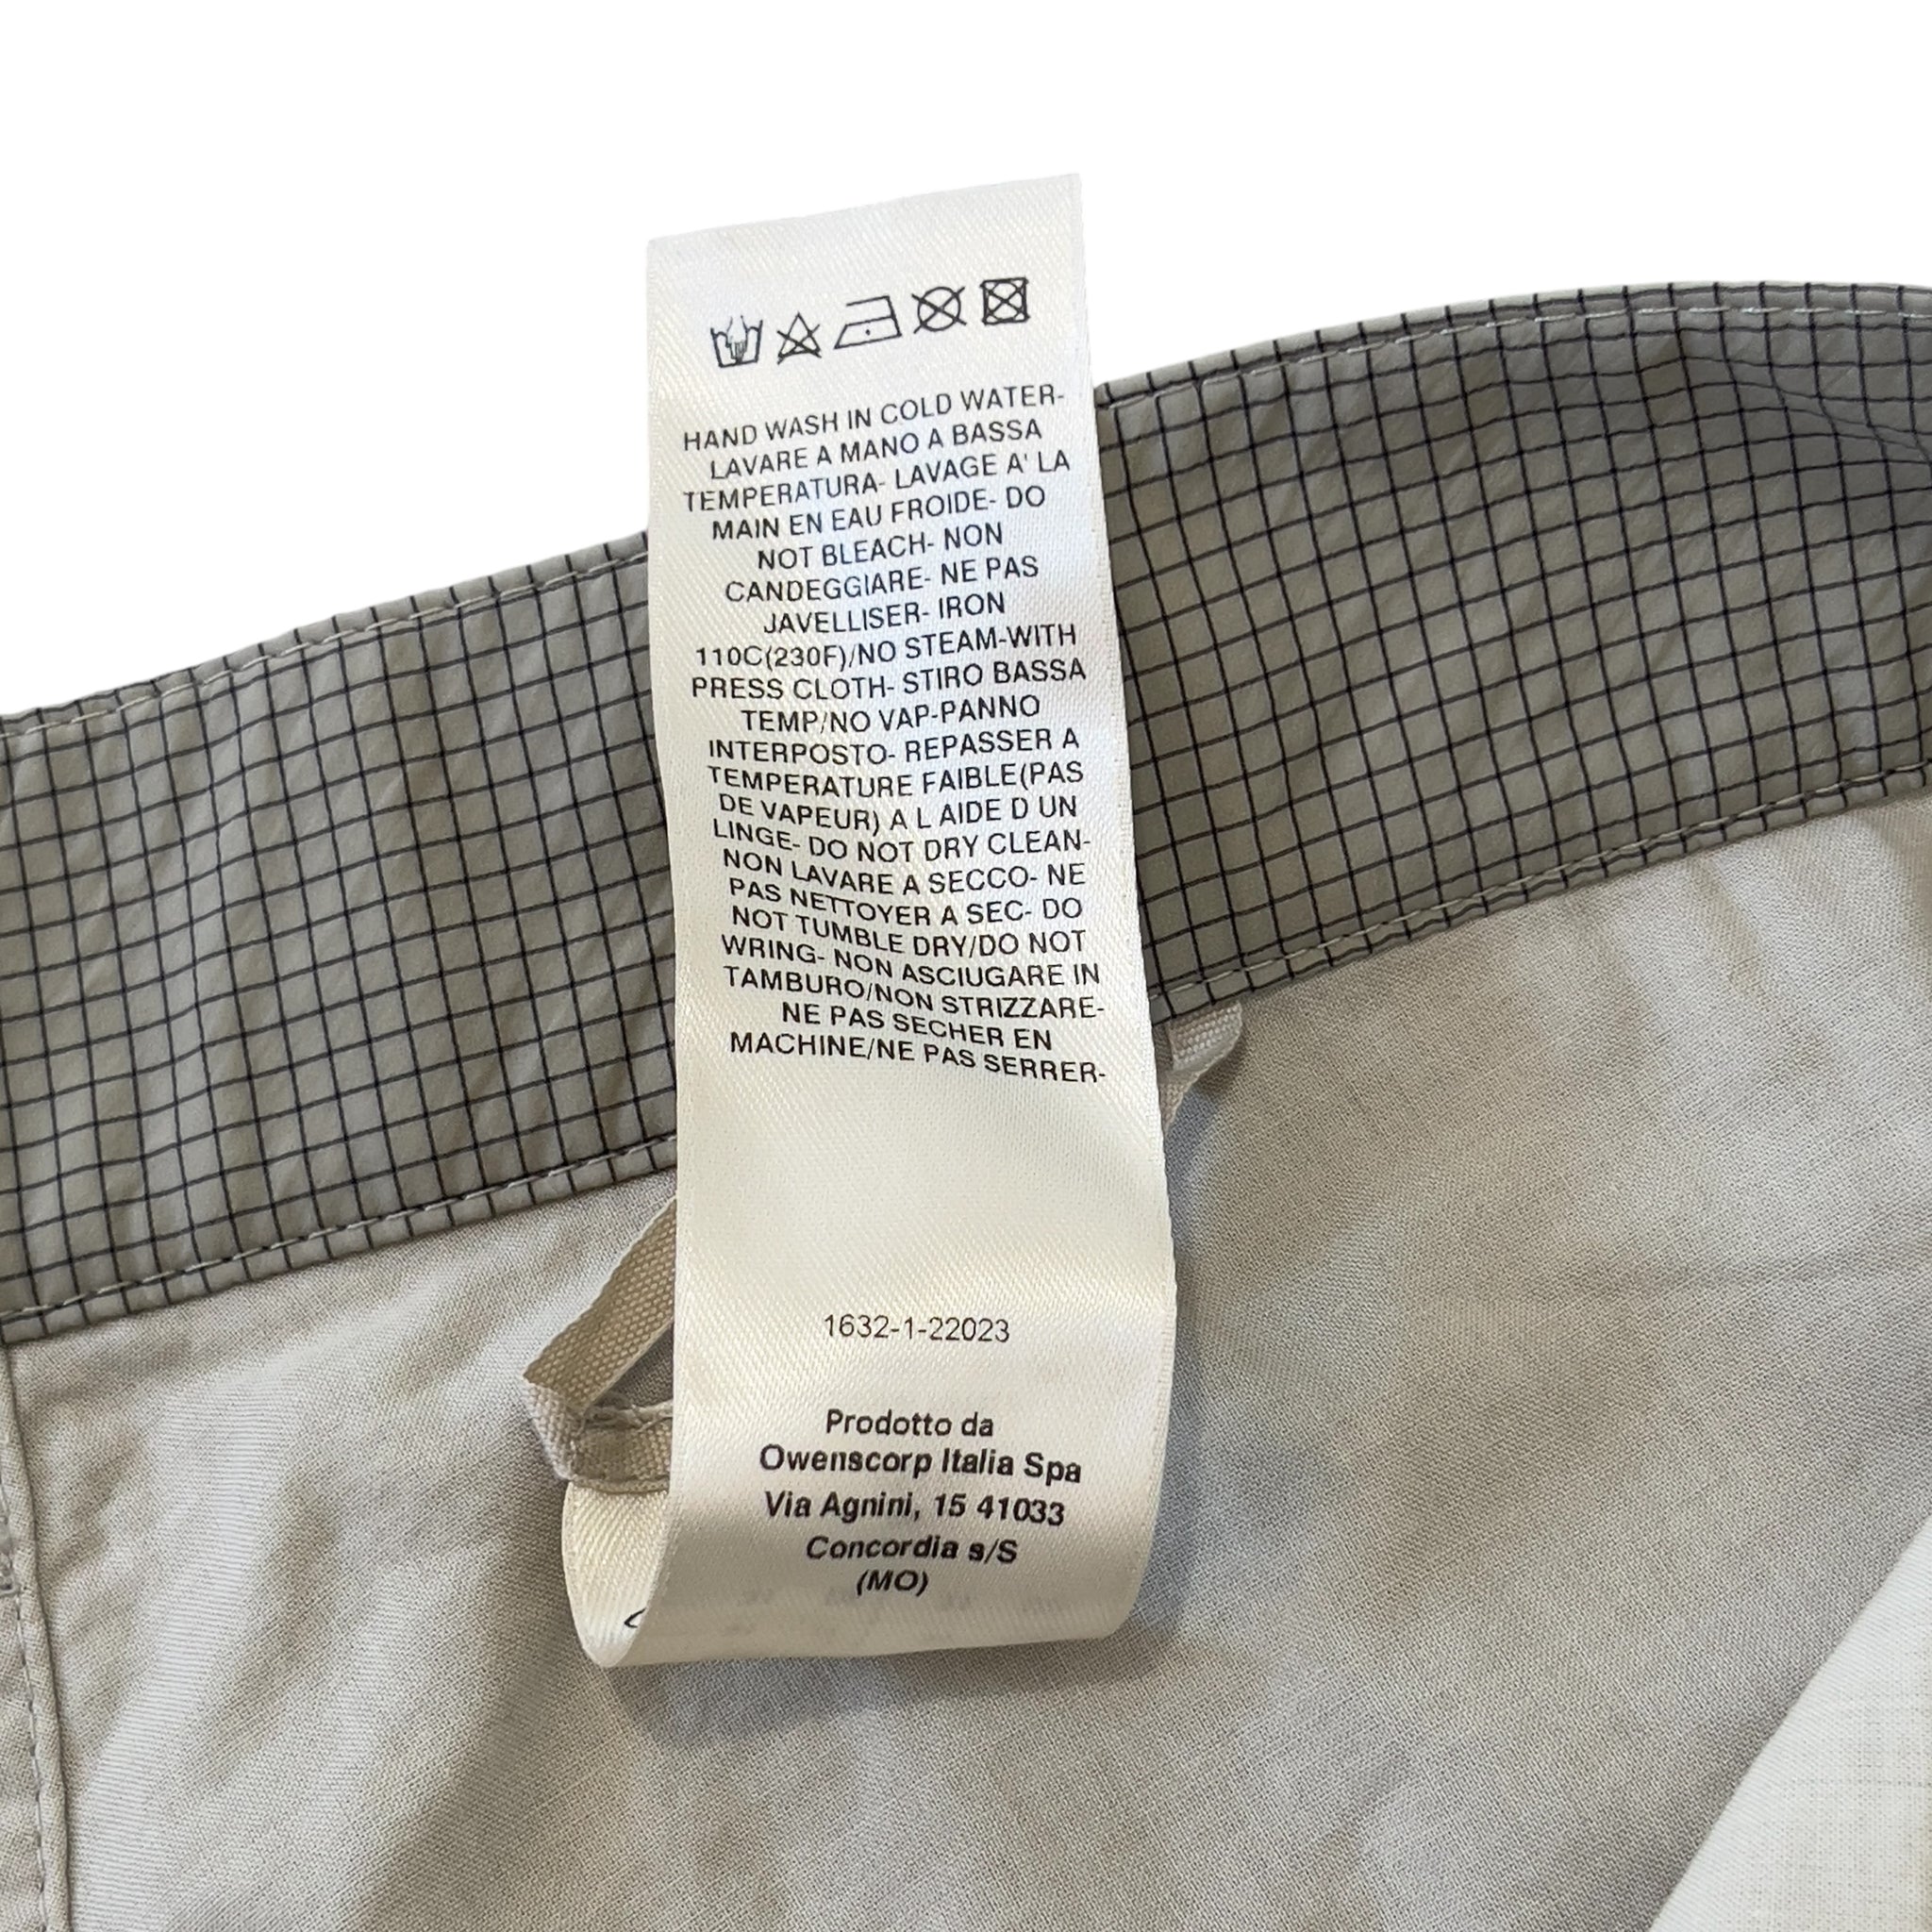 HAND WASH IN COLD WATER-
LAVARE A MANO A BASSA
TEMPERATURA- LAVAGE A' LA
MAIN EN EAU FROIDE- DO
NOT BLEACH- NON
CANDEGGIARE- NE PAS
JAVELLISER- IRON
110C(230F)/NO STEAM-WITH
PRESS CLOTH- STIRO BASSA
TEMP/NO VAP-PANNO
INTERPOSTO- REPASSER A
TEMPERATURE FAIBLE(PAS
DE VAPEUR) A L AIDE D UN
LINGE- DO NOT DRY CLEAN-
NON LAVARE A SECCO- NE
PAS NETTOYER A SEC- DO
NOT TUMBLE DRY/DO NOT
WRING- NON ASCIUGARE IN
TAMBURO/NON STRIZZARE-
NE PAS SECHER EN
MACHINE/NE PAS SERRER-
1632-1-22023
Prodotto da
Owenscorp Italia Spa
Via Agnini, 15 41033
Concordia s/S
(MO)